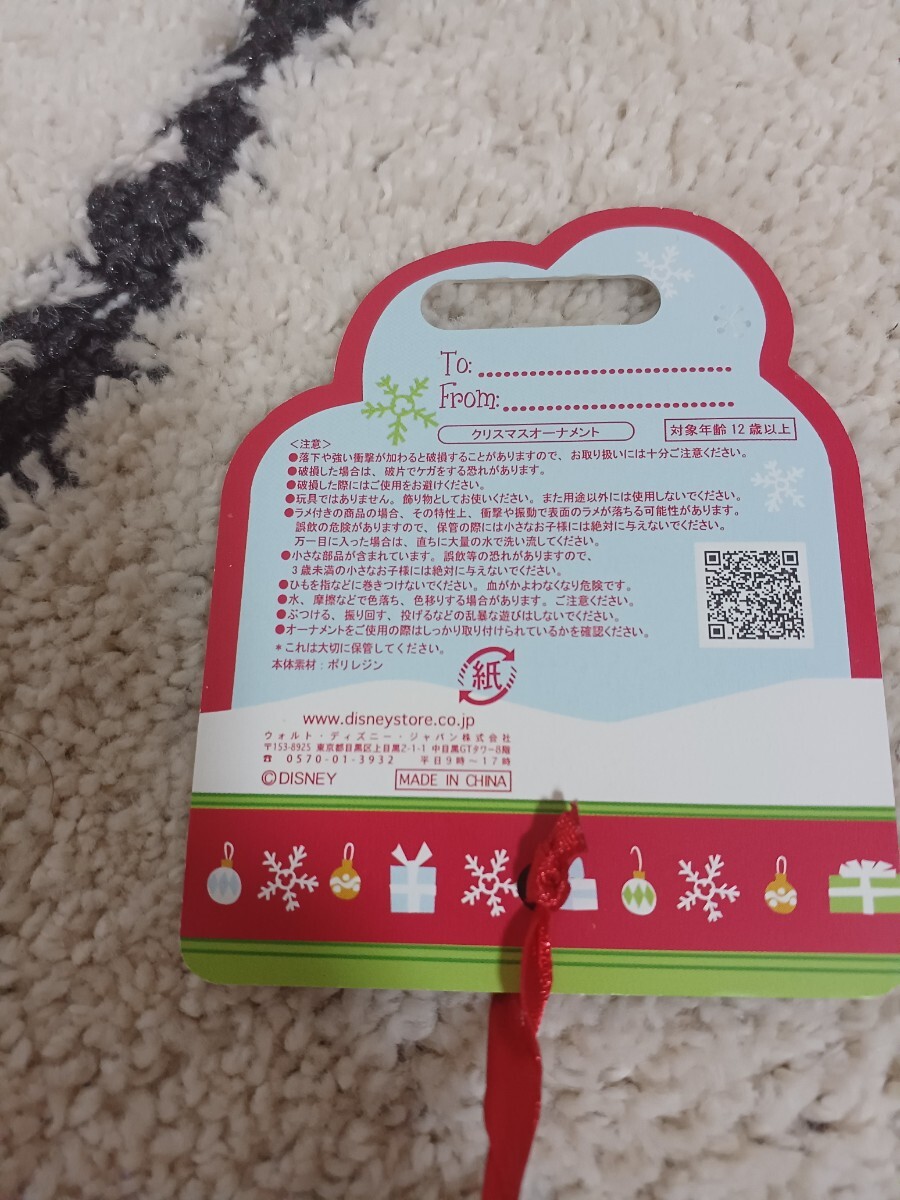 To:
From:
クリスマスオーナメント
対象年齢 12 歳以上
<注意>
●落下や強い衝撃が加わると破損することがありますので、お取り扱いには十分ご注意ください。
●破損した場合は、破片でケガをする恐れがあります。
●破損した際にはご使用をお避けください。
●玩具ではありません。飾り物としてお使いください。また用途以外には使用しないでください。
●ラメ付きの商品の場合、その特性上、衝撃や振動で表面のラメが落ちる可能性があります。
誤飲の危険がありますので、保管の際には小さなお子様には絶対に与えないでください。
万一目に入った場合は、直ちに大量の水で洗い流してください。
●小さな部品が含まれています。誤飲等の恐れがありますので、
3歳未満の小さなお子様には絶対に与えないでください。
●ひもを指などに巻きつけないでください。血がかよわなくなり危険です。
●水、摩擦などで色落ち、色移りする場合があります。ご注意ください。
●ぶつける、振り回す、投げるなどの乱暴な遊びはしないでください。
●オーナメントをご使用の際はしっかり取り付けられているかを確認ください。
＊これは大切に保管してください。
本体素材：ポリレジン
紙
www.disneystore.co.jp
ウォルト・ディズニー・ジャパン株式会社
〒153-8925 東京都目黒区上目黒2-1-1 中目黒GTタワー8階
☎ 0570-01-3932 平日9時～17時
©DISNEY
MADE IN CHINA